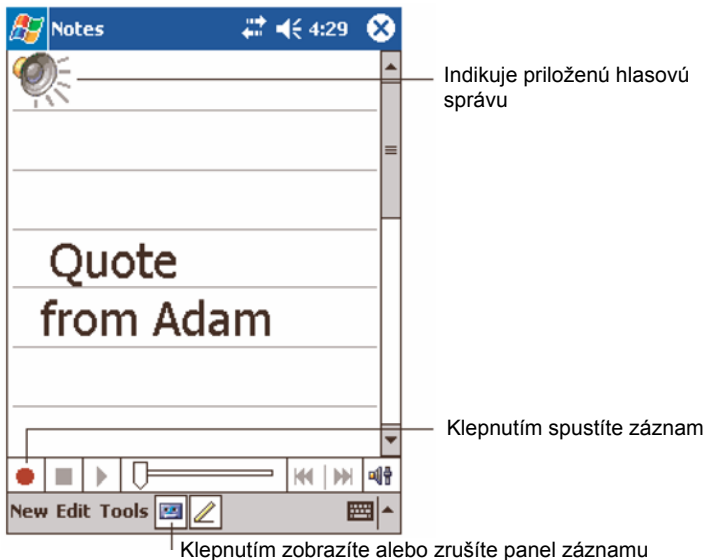 Notes 4:29
Indikuje priloženú hlasovú
správu
Quote
from Adam
Klepnutím spustíte záznam
New Edit Tools
Klepnutím zobrazíte alebo zrušíte panel záznamu